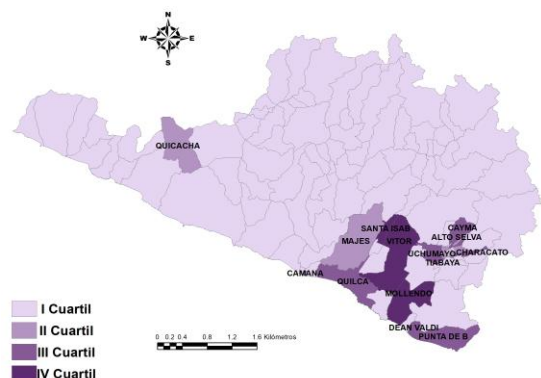 N
W E
S
QUICACHA
SANTA ISAB
CAYMA
ALTO SELVA
MAJES
VITOR
UCHUMAYO
CHARACATO
TIABAYA
CAMANA
QUILCA
MOLLENDO
DEAN VALDI
PUNTA DE B
I Cuartil
II Cuartil
III Cuartil
IV Cuartil
0 0.2 0.4 0.8 1.2 1.6 Kilómetros